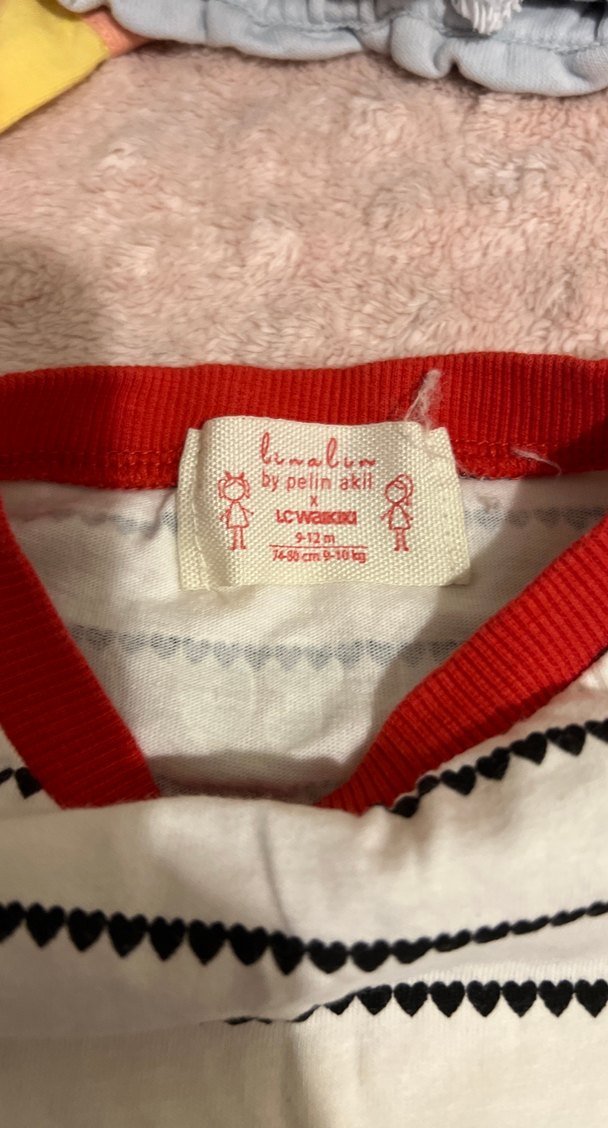 linalin
by pelin akil
x
LC WAIKIKI
9-12 m
74-80 cm 9-10 kg